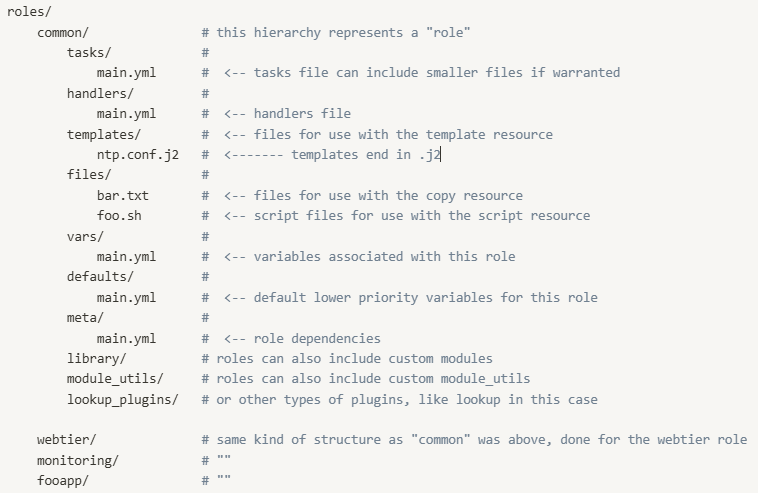 roles/
    common/               # this hierarchy represents a "role"
        tasks/            #
            main.yml      #  <-- tasks file can include smaller files if warranted
        handlers/         #
            main.yml      #  <-- handlers file
        templates/        #  <-- files for use with the template resource
            ntp.conf.j2   #  <------- templates end in .j2
        files/            #
            bar.txt       #  <-- files for use with the copy resource
            foo.sh        #  <-- script files for use with the script resource
        vars/             #
            main.yml      #  <-- variables associated with this role
        defaults/         #
            main.yml      #  <-- default lower priority variables for this role
        meta/             #
            main.yml      #  <-- role dependencies
        library/          # roles can also include custom modules
        module_utils/     # roles can also include custom module_utils
        lookup_plugins/   # or other types of plugins, like lookup in this case

    webtier/              # same kind of structure as "common" was above, done for the webtier role
    monitoring/           # ""
    fooapp/               # ""